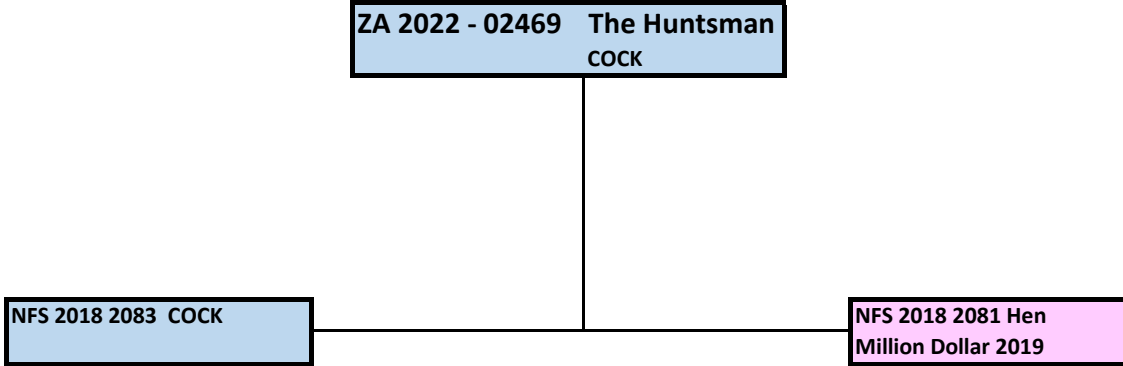 ZA 2022 - 02469 The Huntsman
COCK
NFS 2018 2083 COCK
NFS 2018 2081 Hen
Million Dollar 2019